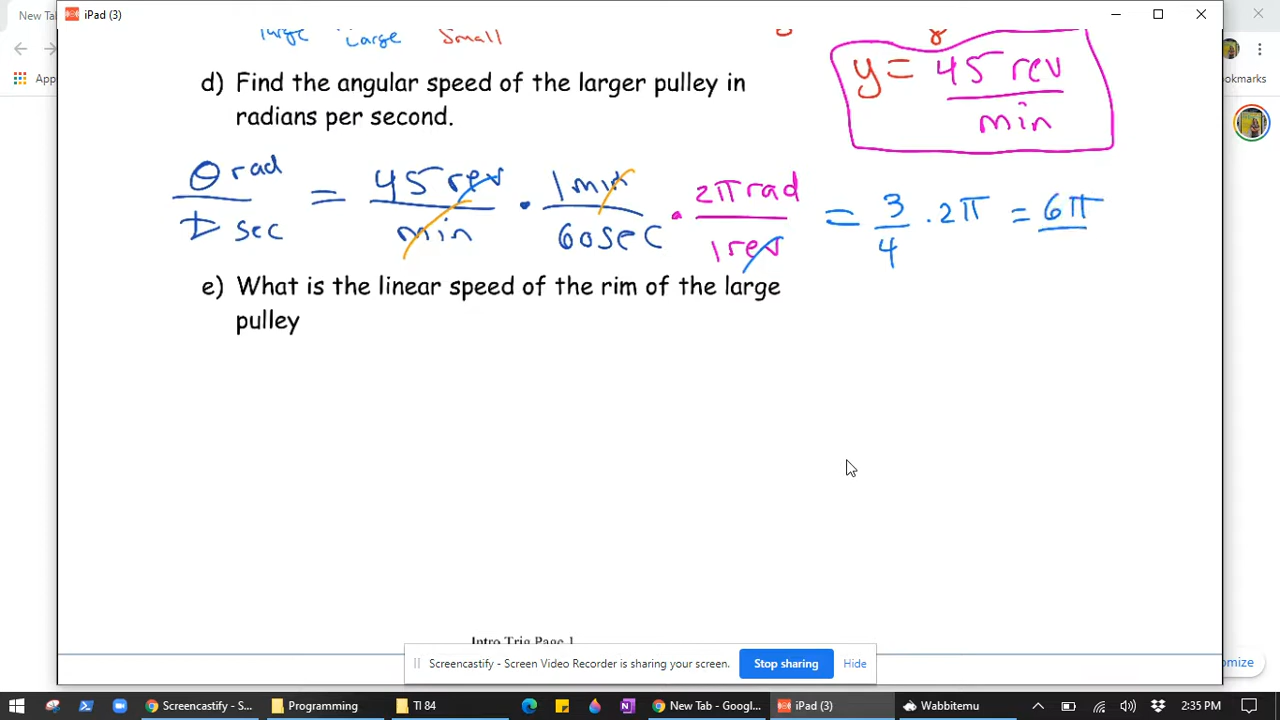 New Tab
iPad (3)
large large small
App
okmarks
d) Find the angular speed of the larger pulley in
radians per second.
y = 45 rev
min
θ rad = 45 rev · 1 min · 2π rad = 3 · 2π = 6π
t sec min 60 sec 1 rev 4
e) What is the linear speed of the rim of the large
pulley
Intro Trig Page 1
Screencastify - Screen Video Recorder is sharing your screen. Stop sharing Hide
omize
Screencastify - S... Programming TI 84 New Tab - Googl... iPad (3) Wabbitemu 2:35 PM